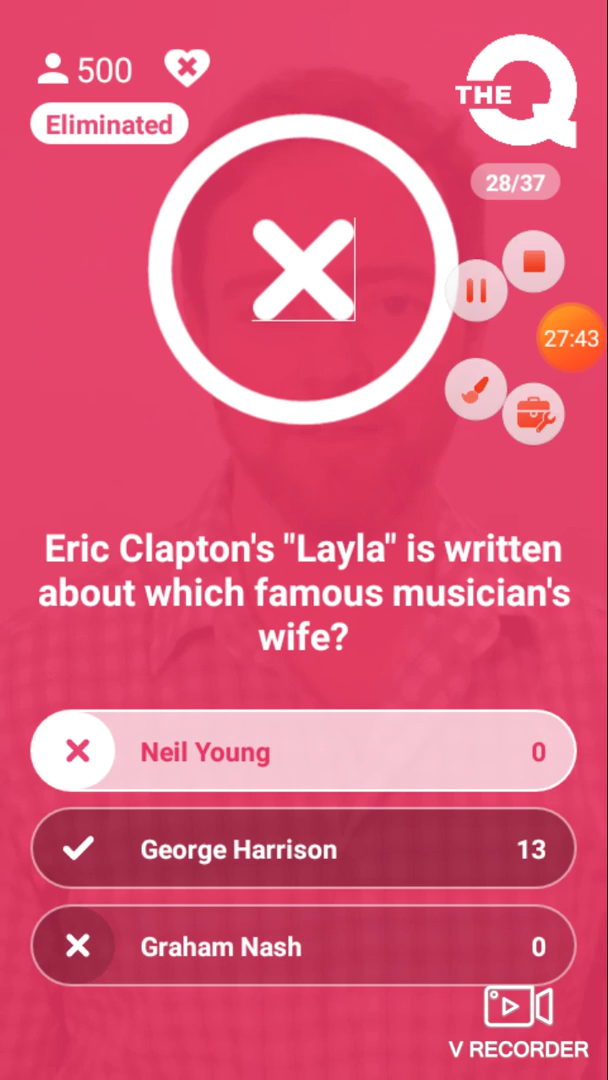 500
THE Q
Eliminated
28/37
27:43
Eric Clapton's "Layla" is written
about which famous musician's
wife?
Neil Young 0
George Harrison 13
Graham Nash 0
V RECORDER